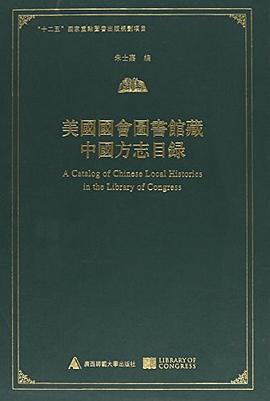 "十二五"國家重點圖書出版規劃項目
朱士嘉 編
美國國會圖書館藏
中國方志目録
A Catalog of Chinese Local Histories
in the Library of Congress
廣西師範大學出版社
LIBRARY OF
CONGRESS